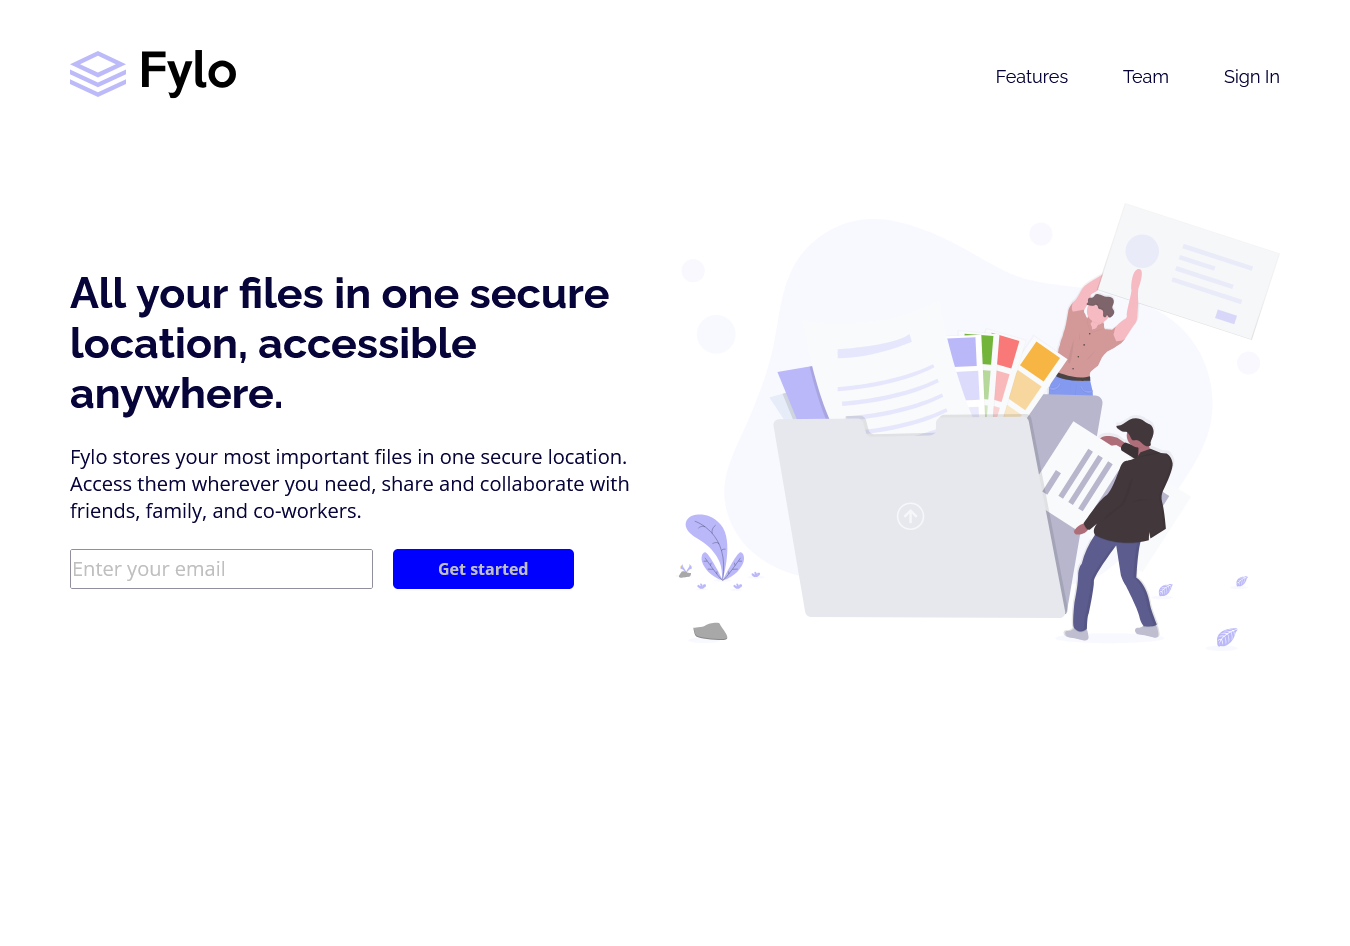 Fylo
Features
Team
Sign In
All your files in one secure
location, accessible
anywhere.
Fylo stores your most important files in one secure location.
Access them wherever you need, share and collaborate with
friends, family, and co-workers.
Enter your email
Get started